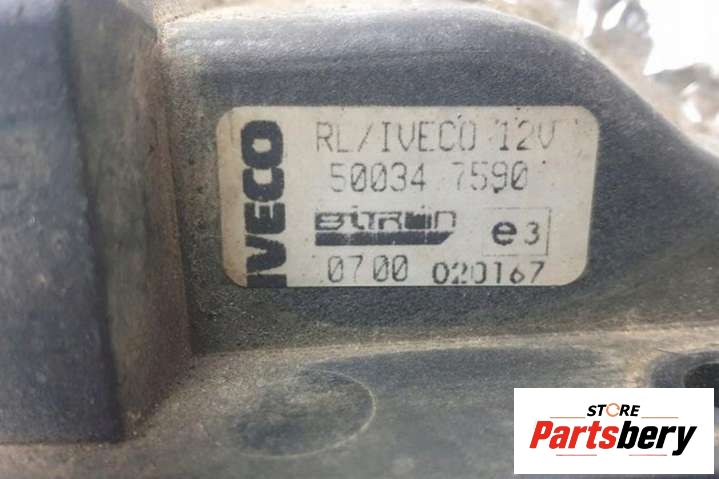 IVECO
RL/IVECO 12V
50034 7590
BITRON
e3
0700 020167
STORE
Partsbery